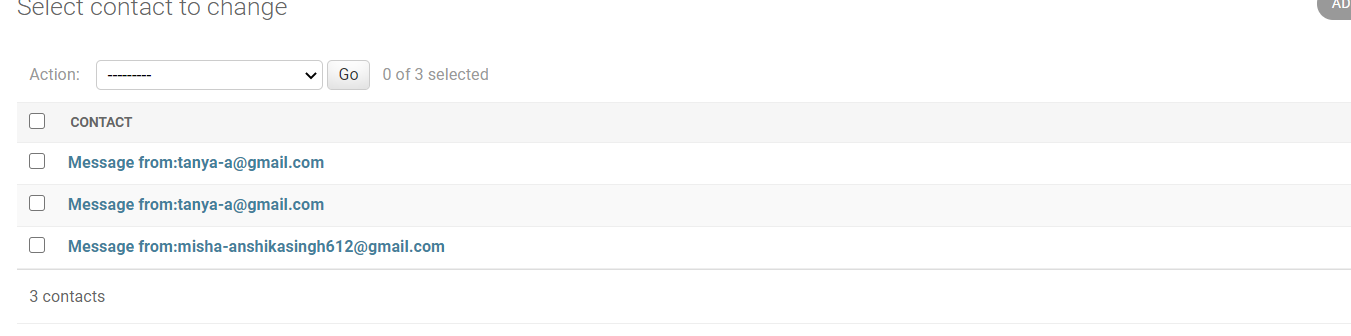 Select contact to change
AD
Action: --------- Go 0 of 3 selected
CONTACT
Message from:tanya-a@gmail.com
Message from:tanya-a@gmail.com
Message from:misha-anshikasingh612@gmail.com
3 contacts